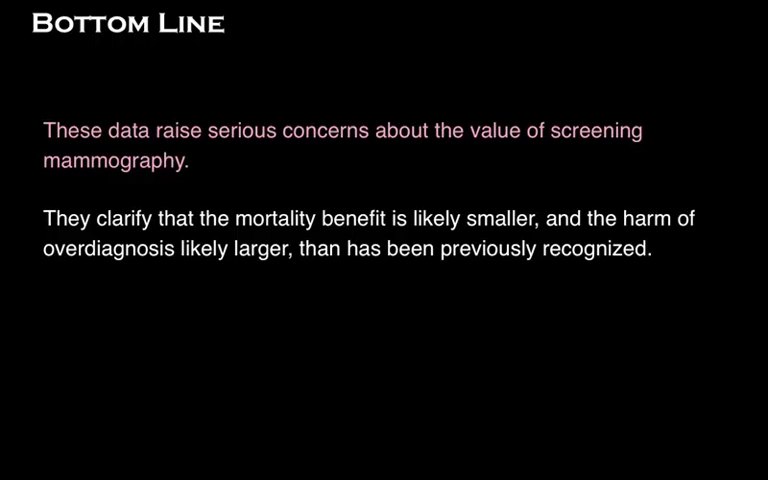 Bottom Line
These data raise serious concerns about the value of screening
mammography.
They clarify that the mortality benefit is likely smaller, and the harm of
overdiagnosis likely larger, than has been previously recognized.